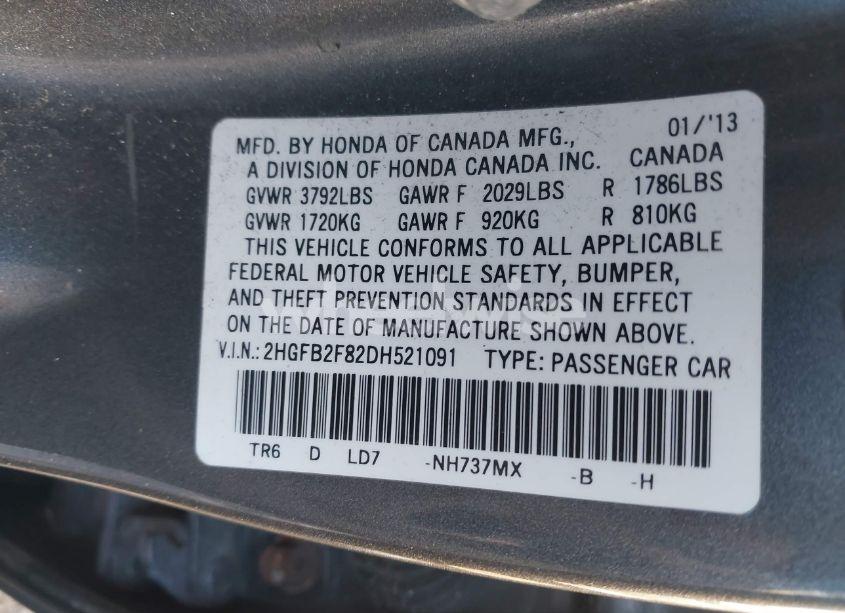 MFD. BY HONDA OF CANADA MFG., 01/'13
A DIVISION OF HONDA CANADA INC. CANADA
GVWR 3792LBS GAWR F 2029LBS R 1786LBS
GVWR 1720KG GAWR F 920KG R 810KG
THIS VEHICLE CONFORMS TO ALL APPLICABLE
FEDERAL MOTOR VEHICLE SAFETY, BUMPER,
AND THEFT PREVENTION STANDARDS IN EFFECT
ON THE DATE OF MANUFACTURE SHOWN ABOVE.
V.I.N.: 2HGFB2F82DH521091 TYPE: PASSENGER CAR
TR6 D LD7 -NH737MX -B -H